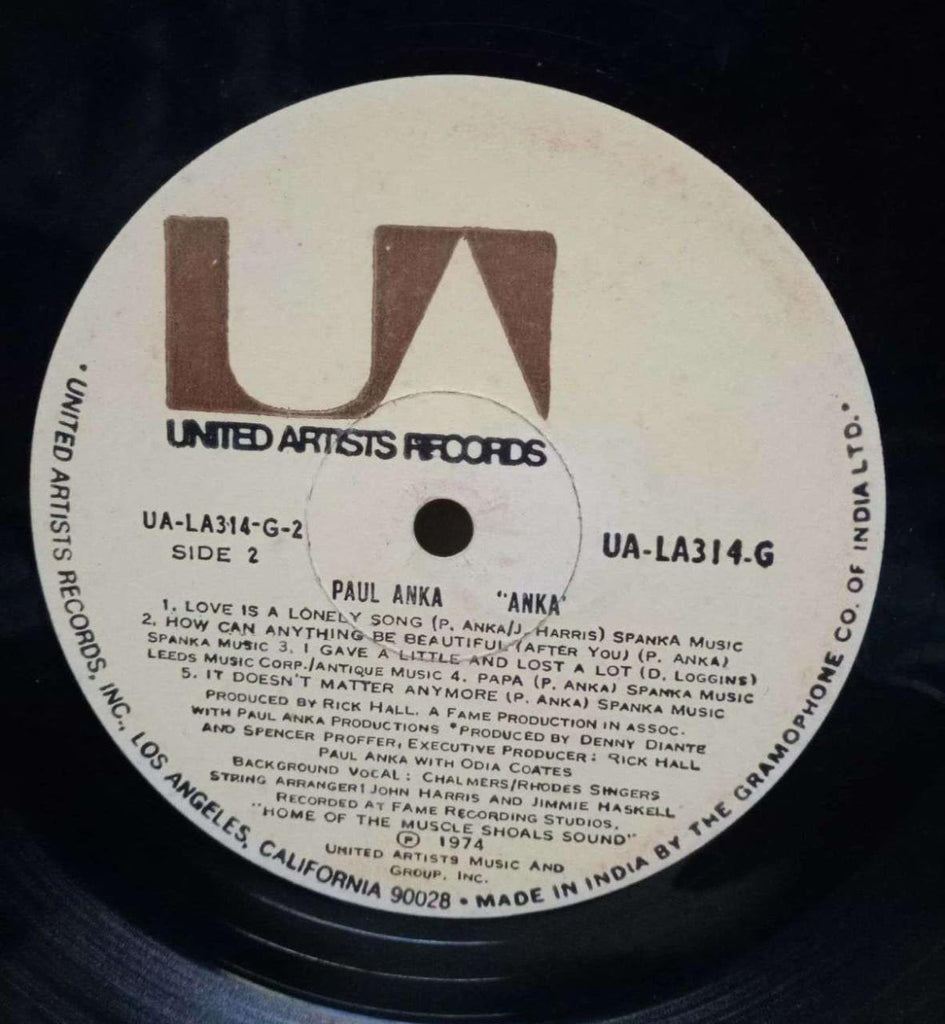 UA
UNITED ARTISTS RECORDS
UA-LA314-G-2
SIDE 2
UA-LA314-G
PAUL ANKA "ANKA"
1. LOVE IS A LONELY SONG (P. ANKA/J. HARRIS) SPANKA MUSIC
2. HOW CAN ANYTHING BE BEAUTIFUL (AFTER YOU) (P. ANKA)
SPANKA MUSIC 3. I GAVE A LITTLE AND LOST A LOT (D. LOGGINS)
LEEDS MUSIC CORP./ANTIQUE MUSIC 4. PAPA (P. ANKA) SPANKA MUSIC
5. IT DOESN'T MATTER ANYMORE (P. ANKA) SPANKA MUSIC
PRODUCED BY RICK HALL. A FAME PRODUCTION IN ASSOC.
WITH PAUL ANKA PRODUCTIONS *PRODUCED BY DENNY DIANTE
AND SPENCER PROFFER, EXECUTIVE PRODUCER: RICK HALL
PAUL ANKA WITH ODIA COATES
BACKGROUND VOCAL: CHALMERS/RHODES SINGERS
STRING ARRANGER: JOHN HARRIS AND JIMMIE HASKELL
RECORDED AT FAME RECORDING STUDIOS.
"HOME OF THE MUSCLE SHOALS SOUND"
℗ 1974
UNITED ARTISTS MUSIC AND
GROUP, INC.
• UNITED ARTISTS RECORDS, INC., LOS ANGELES, CALIFORNIA 90028 • MADE IN INDIA BY THE GRAMOPHONE CO. OF INDIA LTD. •